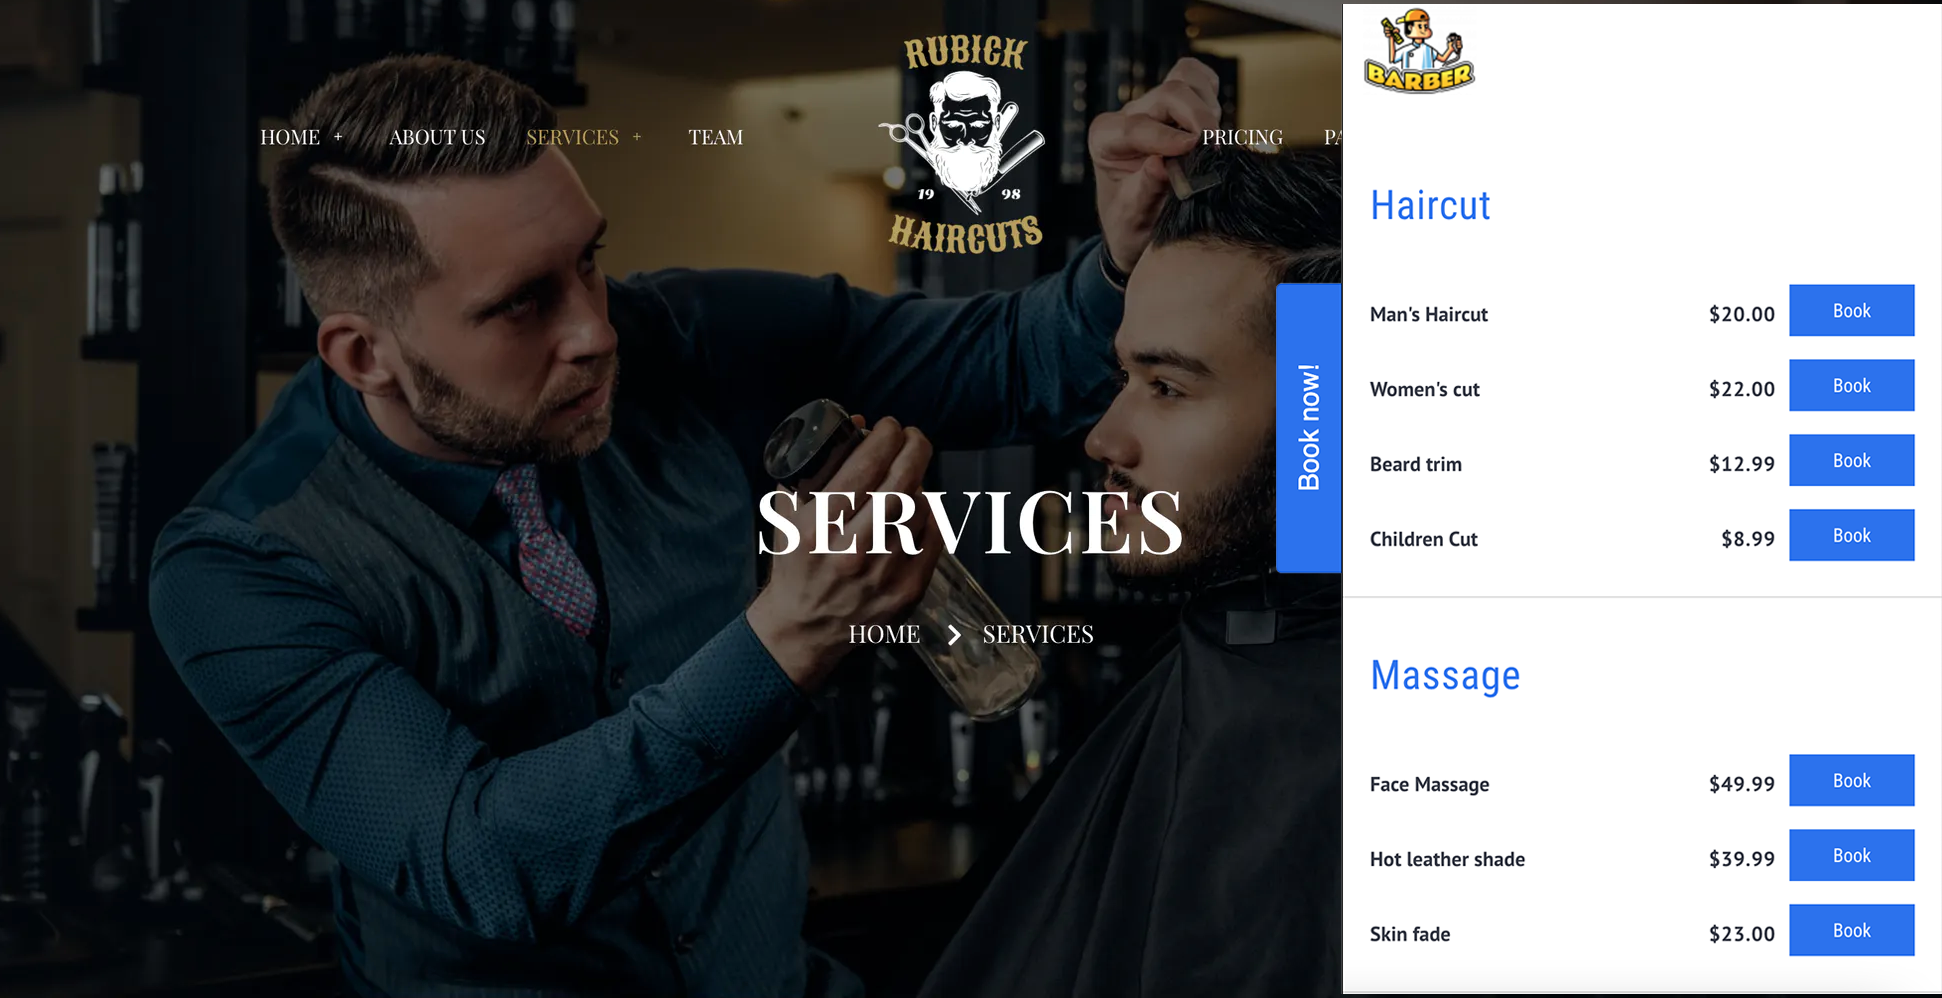 RUBICK
19 98
HAIRCUTS
HOME + ABOUT US SERVICES + TEAM PRICING PA
SERVICES
HOME SERVICES
Book now!
BARBER
Haircut
Man's Haircut $20.00 Book
Women's cut $22.00 Book
Beard trim $12.99 Book
Children Cut $8.99 Book
Massage
Face Massage $49.99 Book
Hot leather shade $39.99 Book
Skin fade $23.00 Book